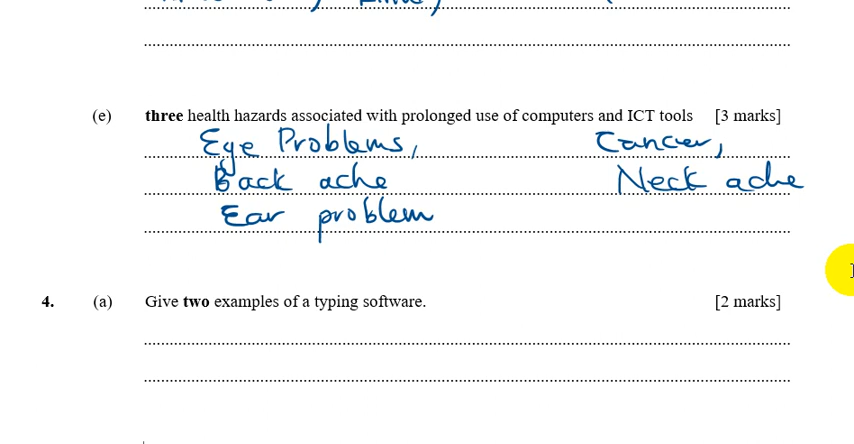 (e) three health hazards associated with prolonged use of computers and ICT tools [3 marks]
Eye Problems, Cancer,
Back ache Neck ache
Ear problem
4. (a) Give two examples of a typing software. [2 marks]